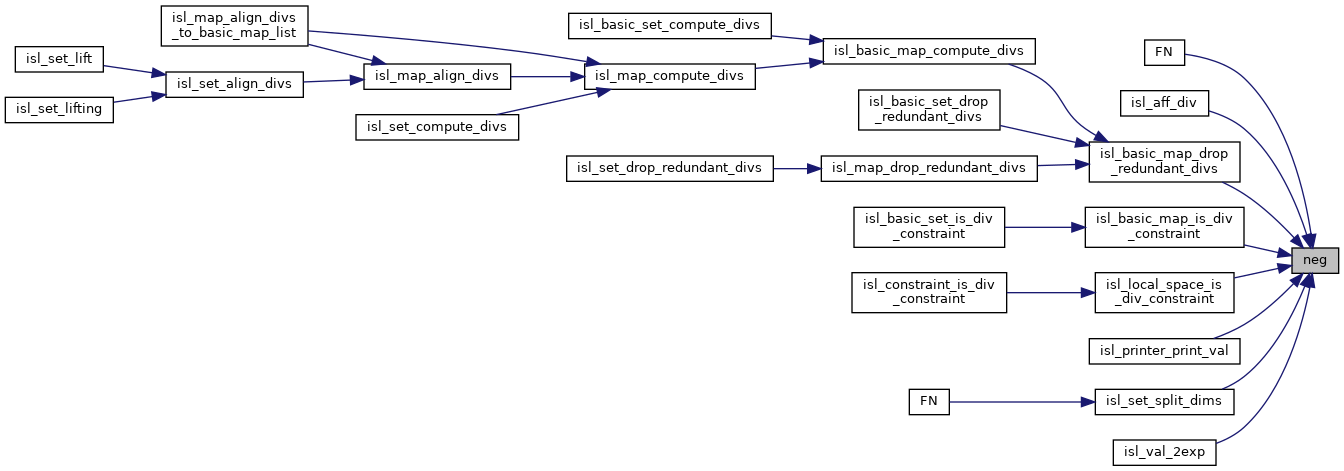 isl_map_align_divs
_to_basic_map_list
isl_basic_set_compute_divs
isl_basic_map_compute_divs
FN
isl_set_lift
isl_set_align_divs
isl_map_align_divs
isl_map_compute_divs
isl_set_lifting
isl_set_compute_divs
isl_basic_set_drop
_redundant_divs
isl_aff_div
isl_basic_map_drop
_redundant_divs
isl_set_drop_redundant_divs
isl_map_drop_redundant_divs
isl_basic_set_is_div
_constraint
isl_basic_map_is_div
_constraint
neg
isl_constraint_is_div
_constraint
isl_local_space_is
_div_constraint
isl_printer_print_val
FN
isl_set_split_dims
isl_val_2exp